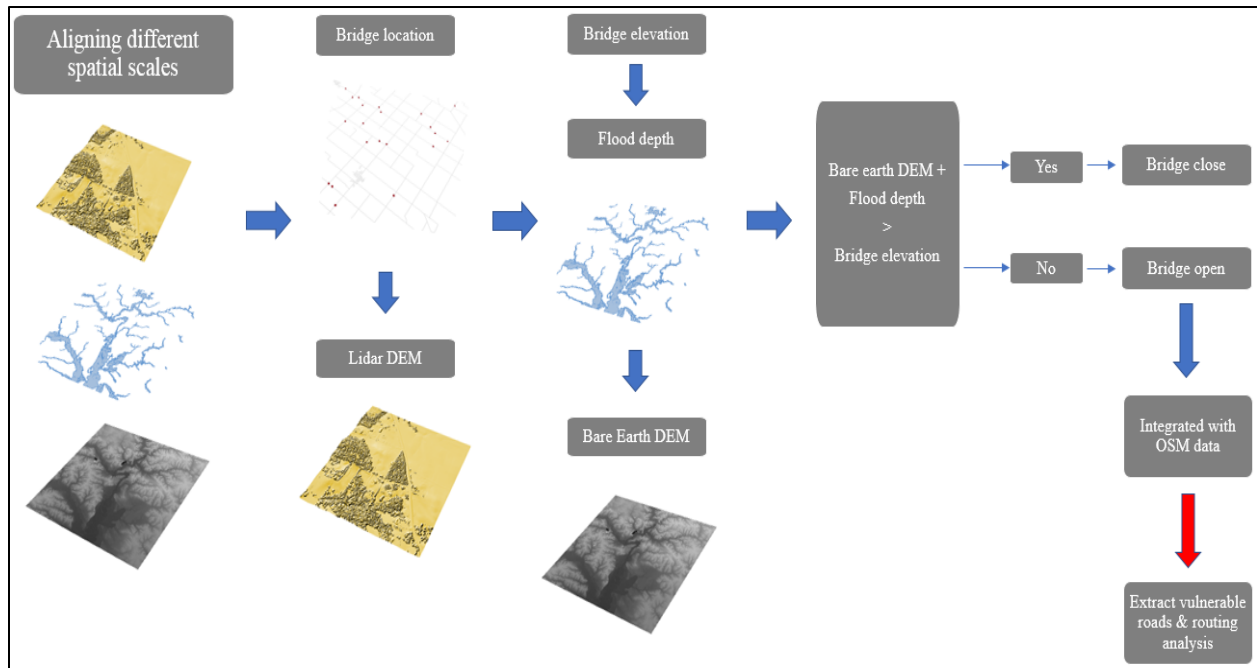 Aligning different
spatial scales
Bridge location
Lidar DEM
Bridge elevation
Flood depth
Bare Earth DEM
Bare earth DEM +
Flood depth
>
Bridge elevation
Yes
Bridge close
No
Bridge open
Integrated with
OSM data
Extract vulnerable
roads & routing
analysis